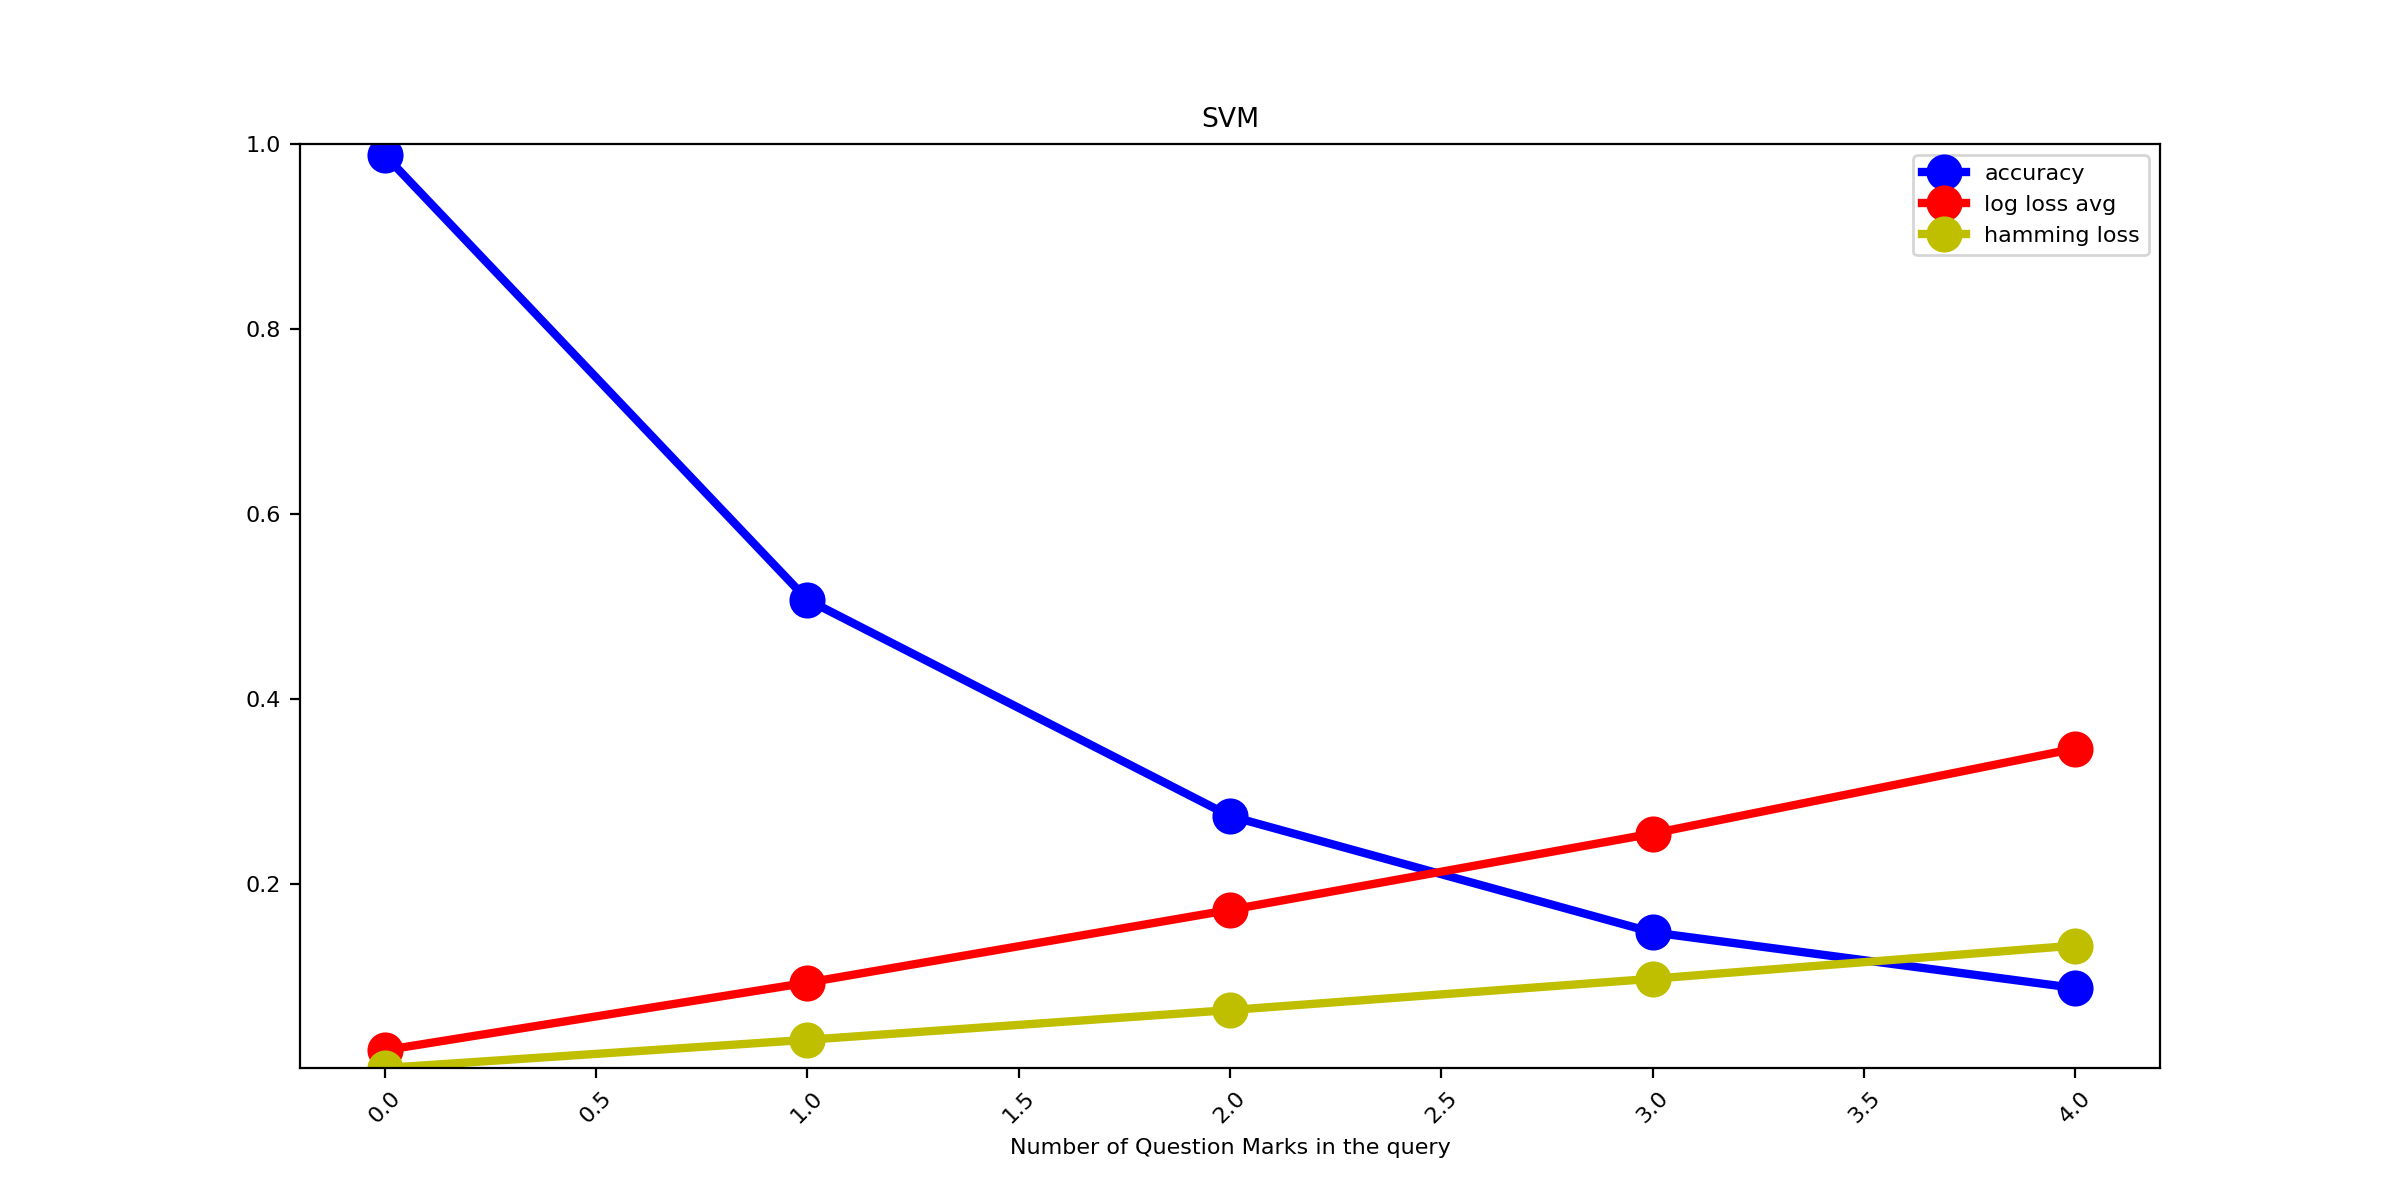 SVM
accuracy
log loss avg
hamming loss
1.0
0.8
0.6
0.4
0.2
0.0 0.5 1.0 1.5 2.0 2.5 3.0 3.5 4.0
Number of Question Marks in the query